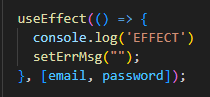 useEffect(() => {
  console.log('EFFECT')
  setErrMsg("");
}, [email, password]);